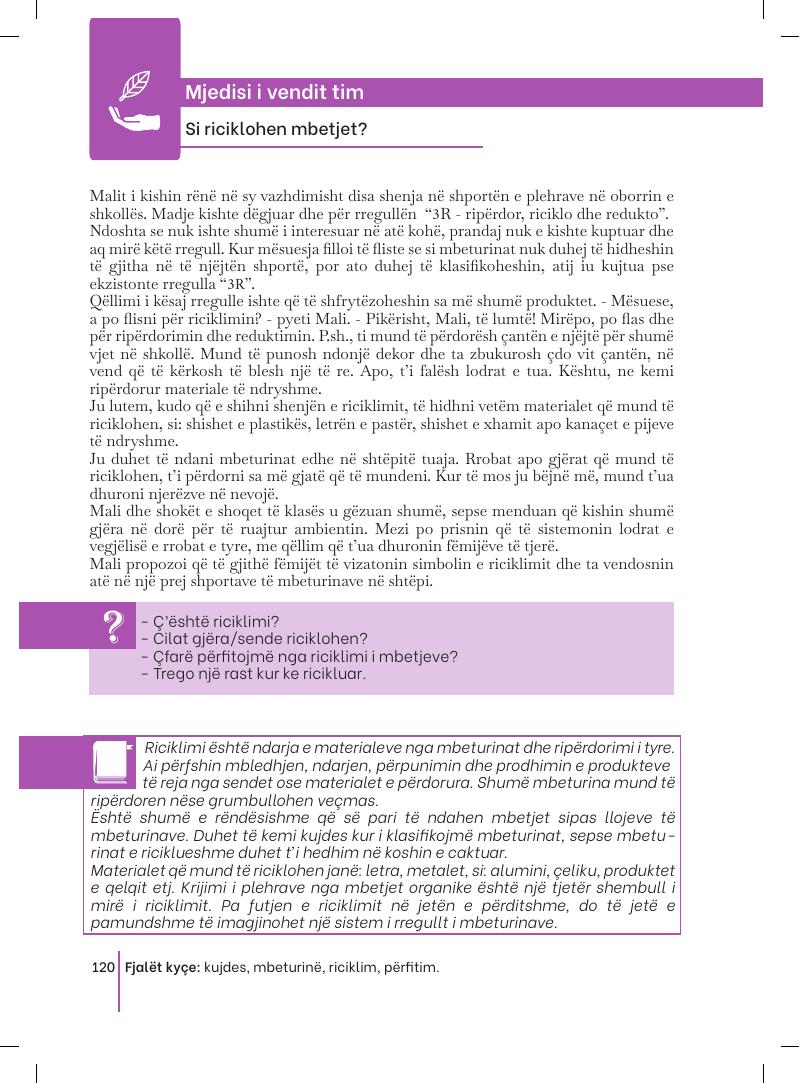 Mjedisi i vendit tim
Si riciklohen mbetjet?
Malit i kishin rënë në sy vazhdimisht disa shenja në shportën e plehrave në oborrin e
shkollës. Madje kishte dëgjuar dhe për rregullën “3R - ripërdor, riciklo dhe redukto”.
Ndoshta se nuk ishte shumë i interesuar në atë kohë, prandaj nuk e kishte kuptuar dhe
aq mirë këtë rregull. Kur mësuesja filloi të fliste se si mbeturinat nuk duhej të hidheshin
të gjitha në të njëjtën shportë, por ato duhej të klasifikoheshin, atij iu kujtua pse
ekzistonte rregulla “3R”.
Qëllimi i kësaj rregulle ishte që të shfrytëzoheshin sa më shumë produktet. - Mësuese,
a po flisni për riciklimin? - pyeti Mali. - Pikërisht, Mali, të lumtë! Mirëpo, po flas dhe
për ripërdorimin dhe reduktimin. P.sh., ti mund të përdorësh çantën e njëjtë për shumë
vjet në shkollë. Mund të punosh ndonjë dekor dhe ta zbukurosh çdo vit çantën, në
vend që të kërkosh të blesh një të re. Apo, t’i falësh lodrat e tua. Kështu, ne kemi
ripërdorur materiale të ndryshme.
Ju lutem, kudo që e shihni shenjën e riciklimit, të hidhni vetëm materialet që mund të
riciklohen, si: shishet e plastikës, letrën e pastër, shishet e xhamit apo kanaçet e pijeve
të ndryshme.
Ju duhet të ndani mbeturinat edhe në shtëpitë tuaja. Rrobat apo gjërat që mund të
riciklohen, t’i përdorni sa më gjatë që të mundeni. Kur të mos ju bëjnë më, mund t’ua
dhuroni njerëzve në nevojë.
Mali dhe shokët e shoqet të klasës u gëzuan shumë, sepse menduan që kishin shumë
gjëra në dorë për të ruajtur ambientin. Mezi po prisnin që të sistemonin lodrat e
vegjëlisë e rrobat e tyre, me qëllim që t’ua dhuronin fëmijëve të tjerë.
Mali propozoi që të gjithë fëmijët të vizatonin simbolin e riciklimit dhe ta vendosnin
atë në një prej shportave të mbeturinave në shtëpi.
?
- Ç’është riciklimi?
- Cilat gjëra/sende riciklohen?
- Çfarë përfitojmë nga riciklimi i mbetjeve?
- Trego një rast kur ke ricikluar.
Riciklimi është ndarja e materialeve nga mbeturinat dhe ripërdorimi i tyre.
Ai përfshin mbledhjen, ndarjen, përpunimin dhe prodhimin e produkteve
të reja nga sendet ose materialet e përdorura. Shumë mbeturina mund të
ripërdoren nëse grumbullohen veçmas.
Është shumë e rëndësishme që së pari të ndahen mbetjet sipas llojeve të
mbeturinave. Duhet të kemi kujdes kur i klasifikojmë mbeturinat, sepse mbetu-
rinat e riciklueshme duhet t’i hedhim në koshin e caktuar.
Materialet që mund të riciklohen janë: letra, metalet, si: alumini, çeliku, produktet
e qelqit etj. Krijimi i plehrave nga mbetjet organike është një tjetër shembull i
mirë i riciklimit. Pa futjen e riciklimit në jetën e përditshme, do të jetë e
pamundshme të imagjinohet një sistem i rregullt i mbeturinave.
120 Fjalët kyçe: kujdes, mbeturinë, riciklim, përfitim.